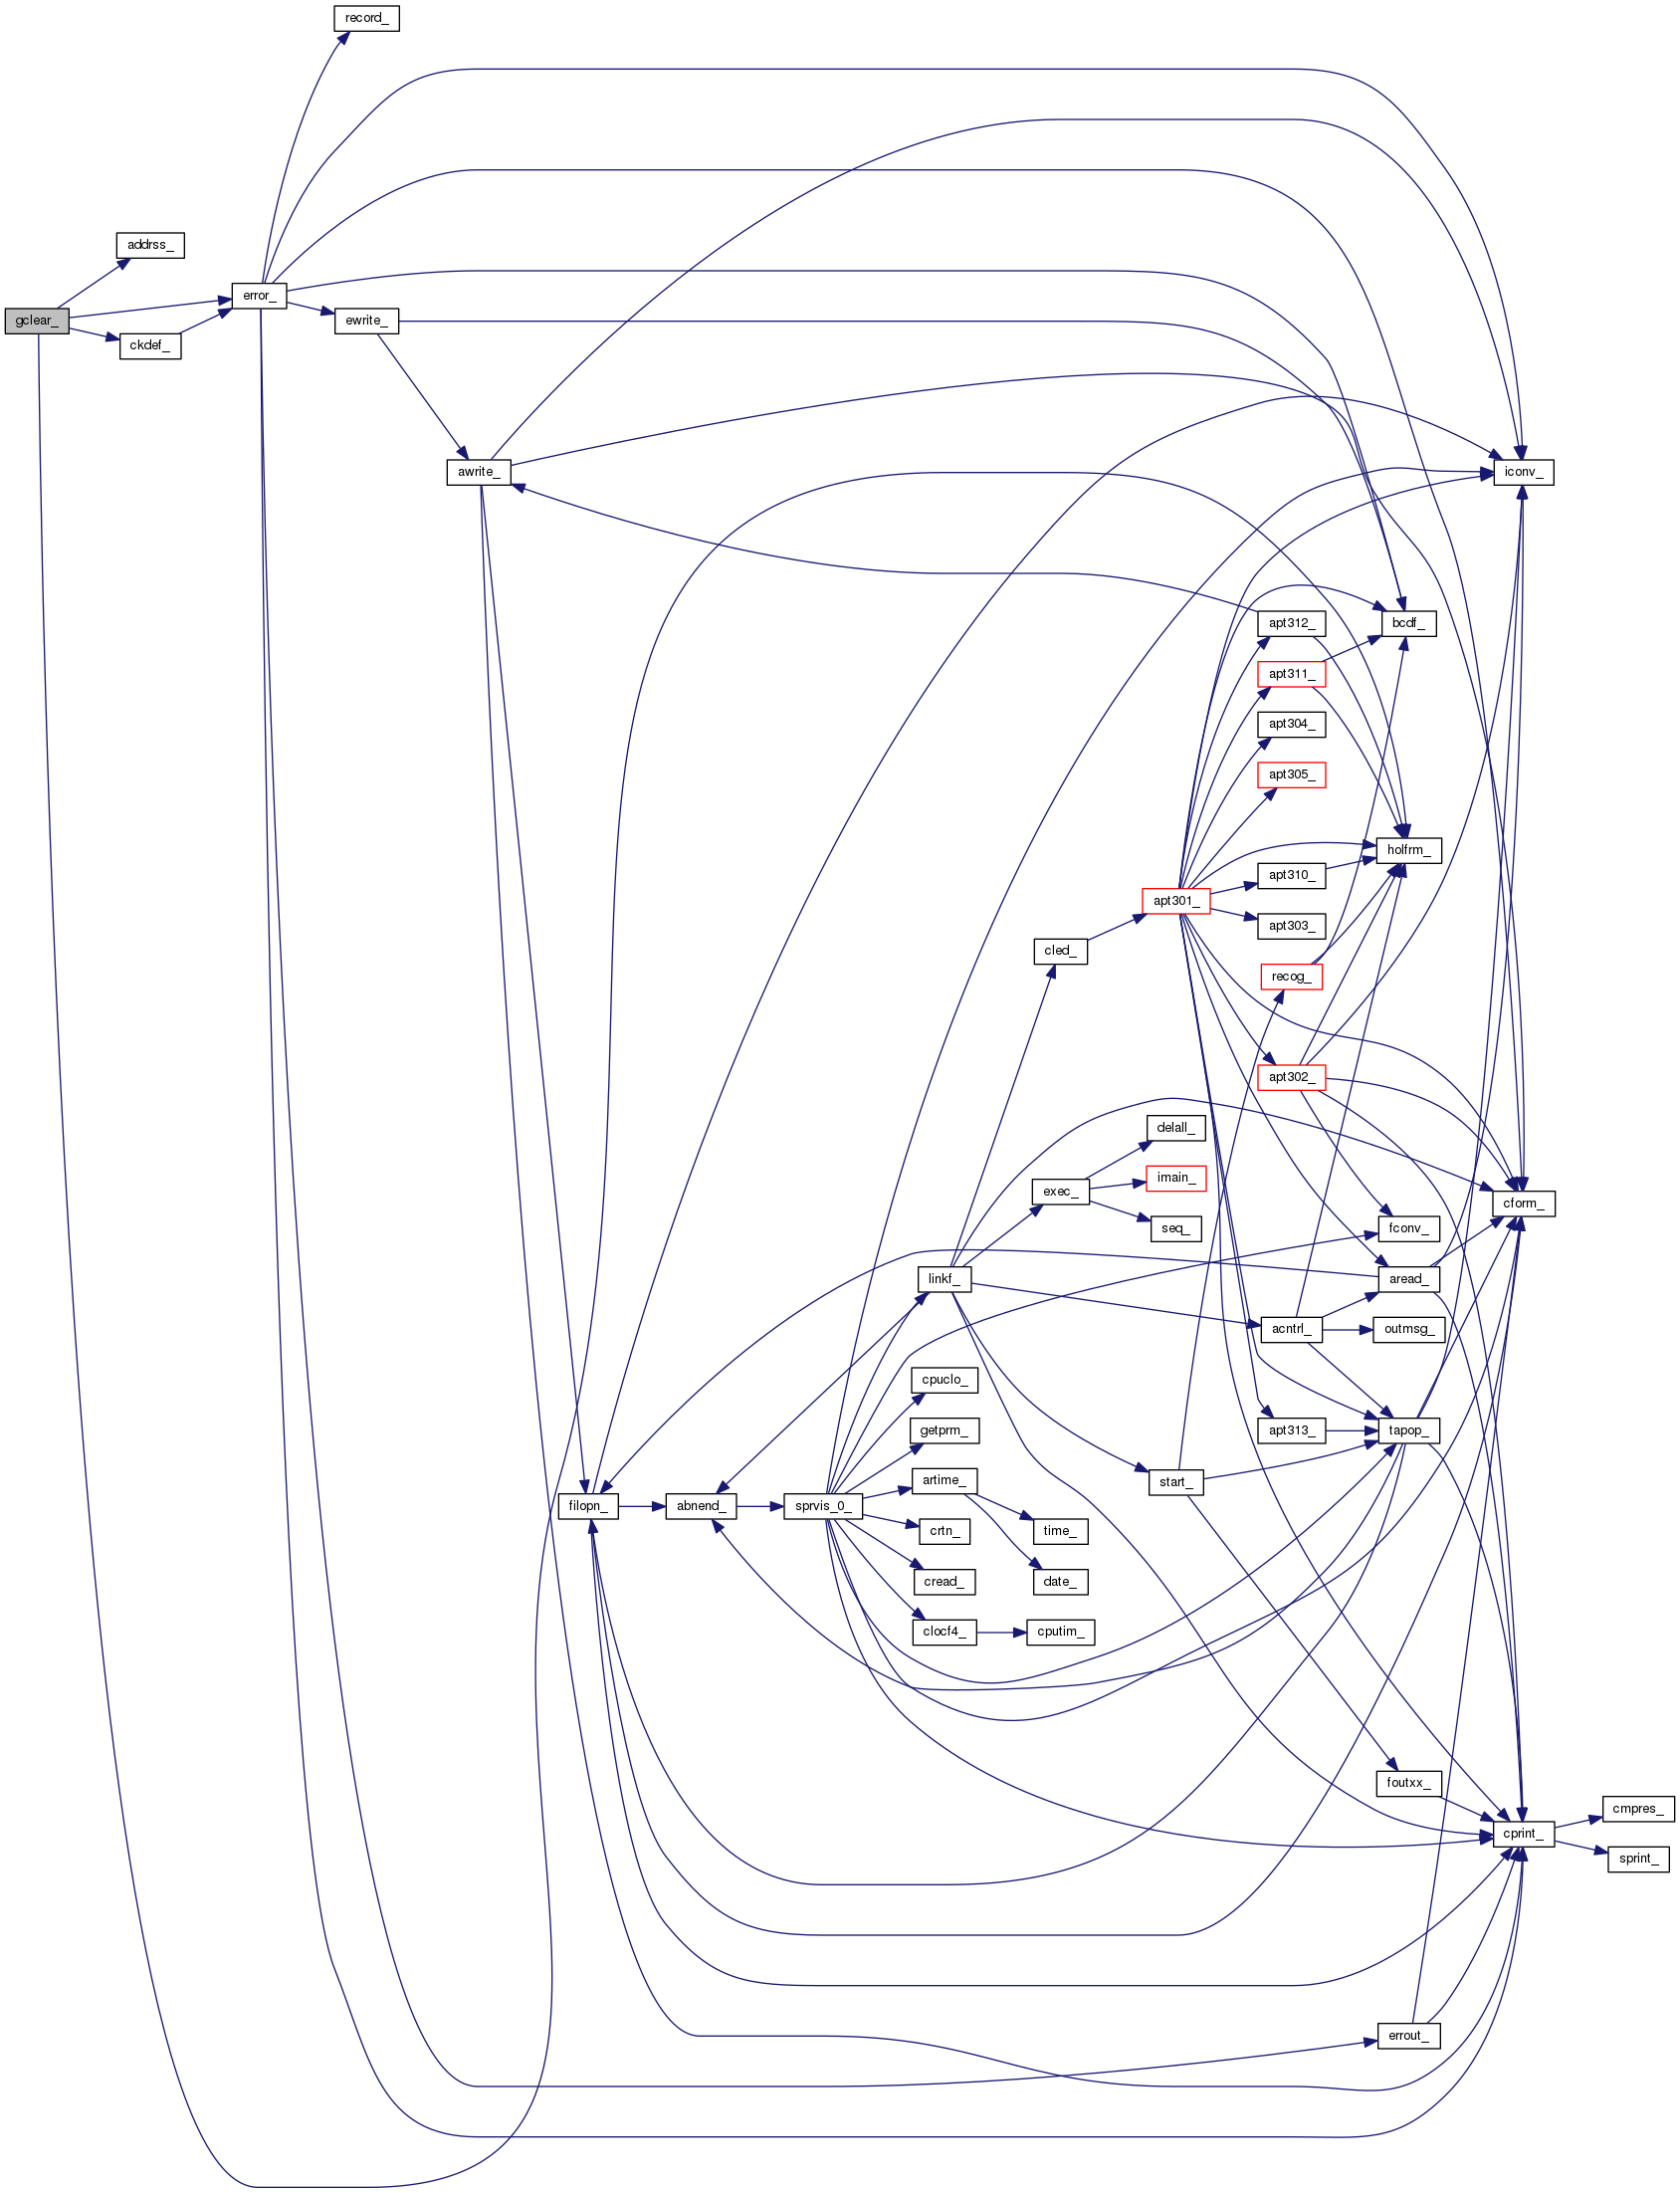 record_
addrss_
error_
gclear_
ewrite_
ckdef_
awrite_
iconv_
apt312_
bcdf_
apt311_
apt304_
apt305_
holfrm_
apt310_
apt301_
apt303_
cled_
recog_
apt302_
delall_
imain_
exec_
cform_
seq_
fconv_
linkf_
aread_
acntrl_
outmsg_
cpuclo_
getprm_
apt313_
tapop_
artime_
start_
filopn_
abnend_
sprvis_0_
crtn_
time_
cread_
date_
clocf4_
cputim_
foutxx_
cmpres_
cprint_
sprint_
errout_